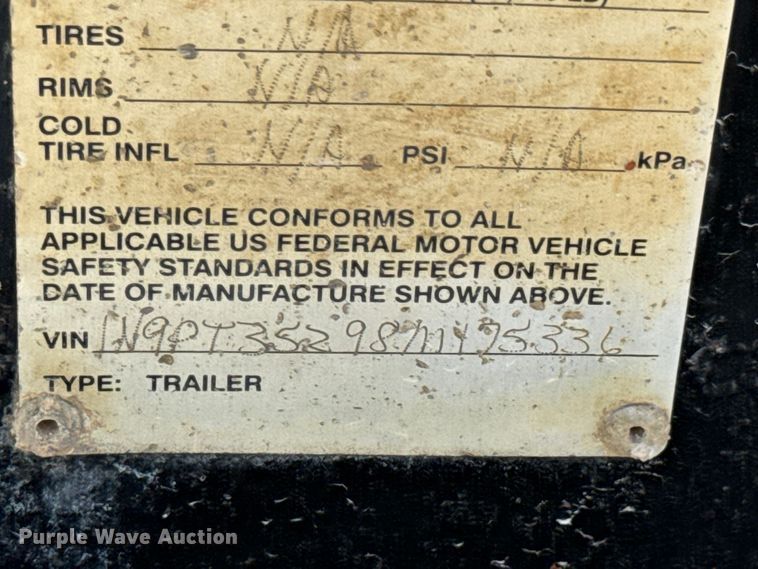 TIRES N/A
RIMS N/A
COLD
TIRE INFL N/A PSI N/A kPa
THIS VEHICLE CONFORMS TO ALL
APPLICABLE US FEDERAL MOTOR VEHICLE
SAFETY STANDARDS IN EFFECT ON THE
DATE OF MANUFACTURE SHOWN ABOVE.
VIN 1N9PT35298M175336
TYPE: TRAILER
Purple Wave Auction